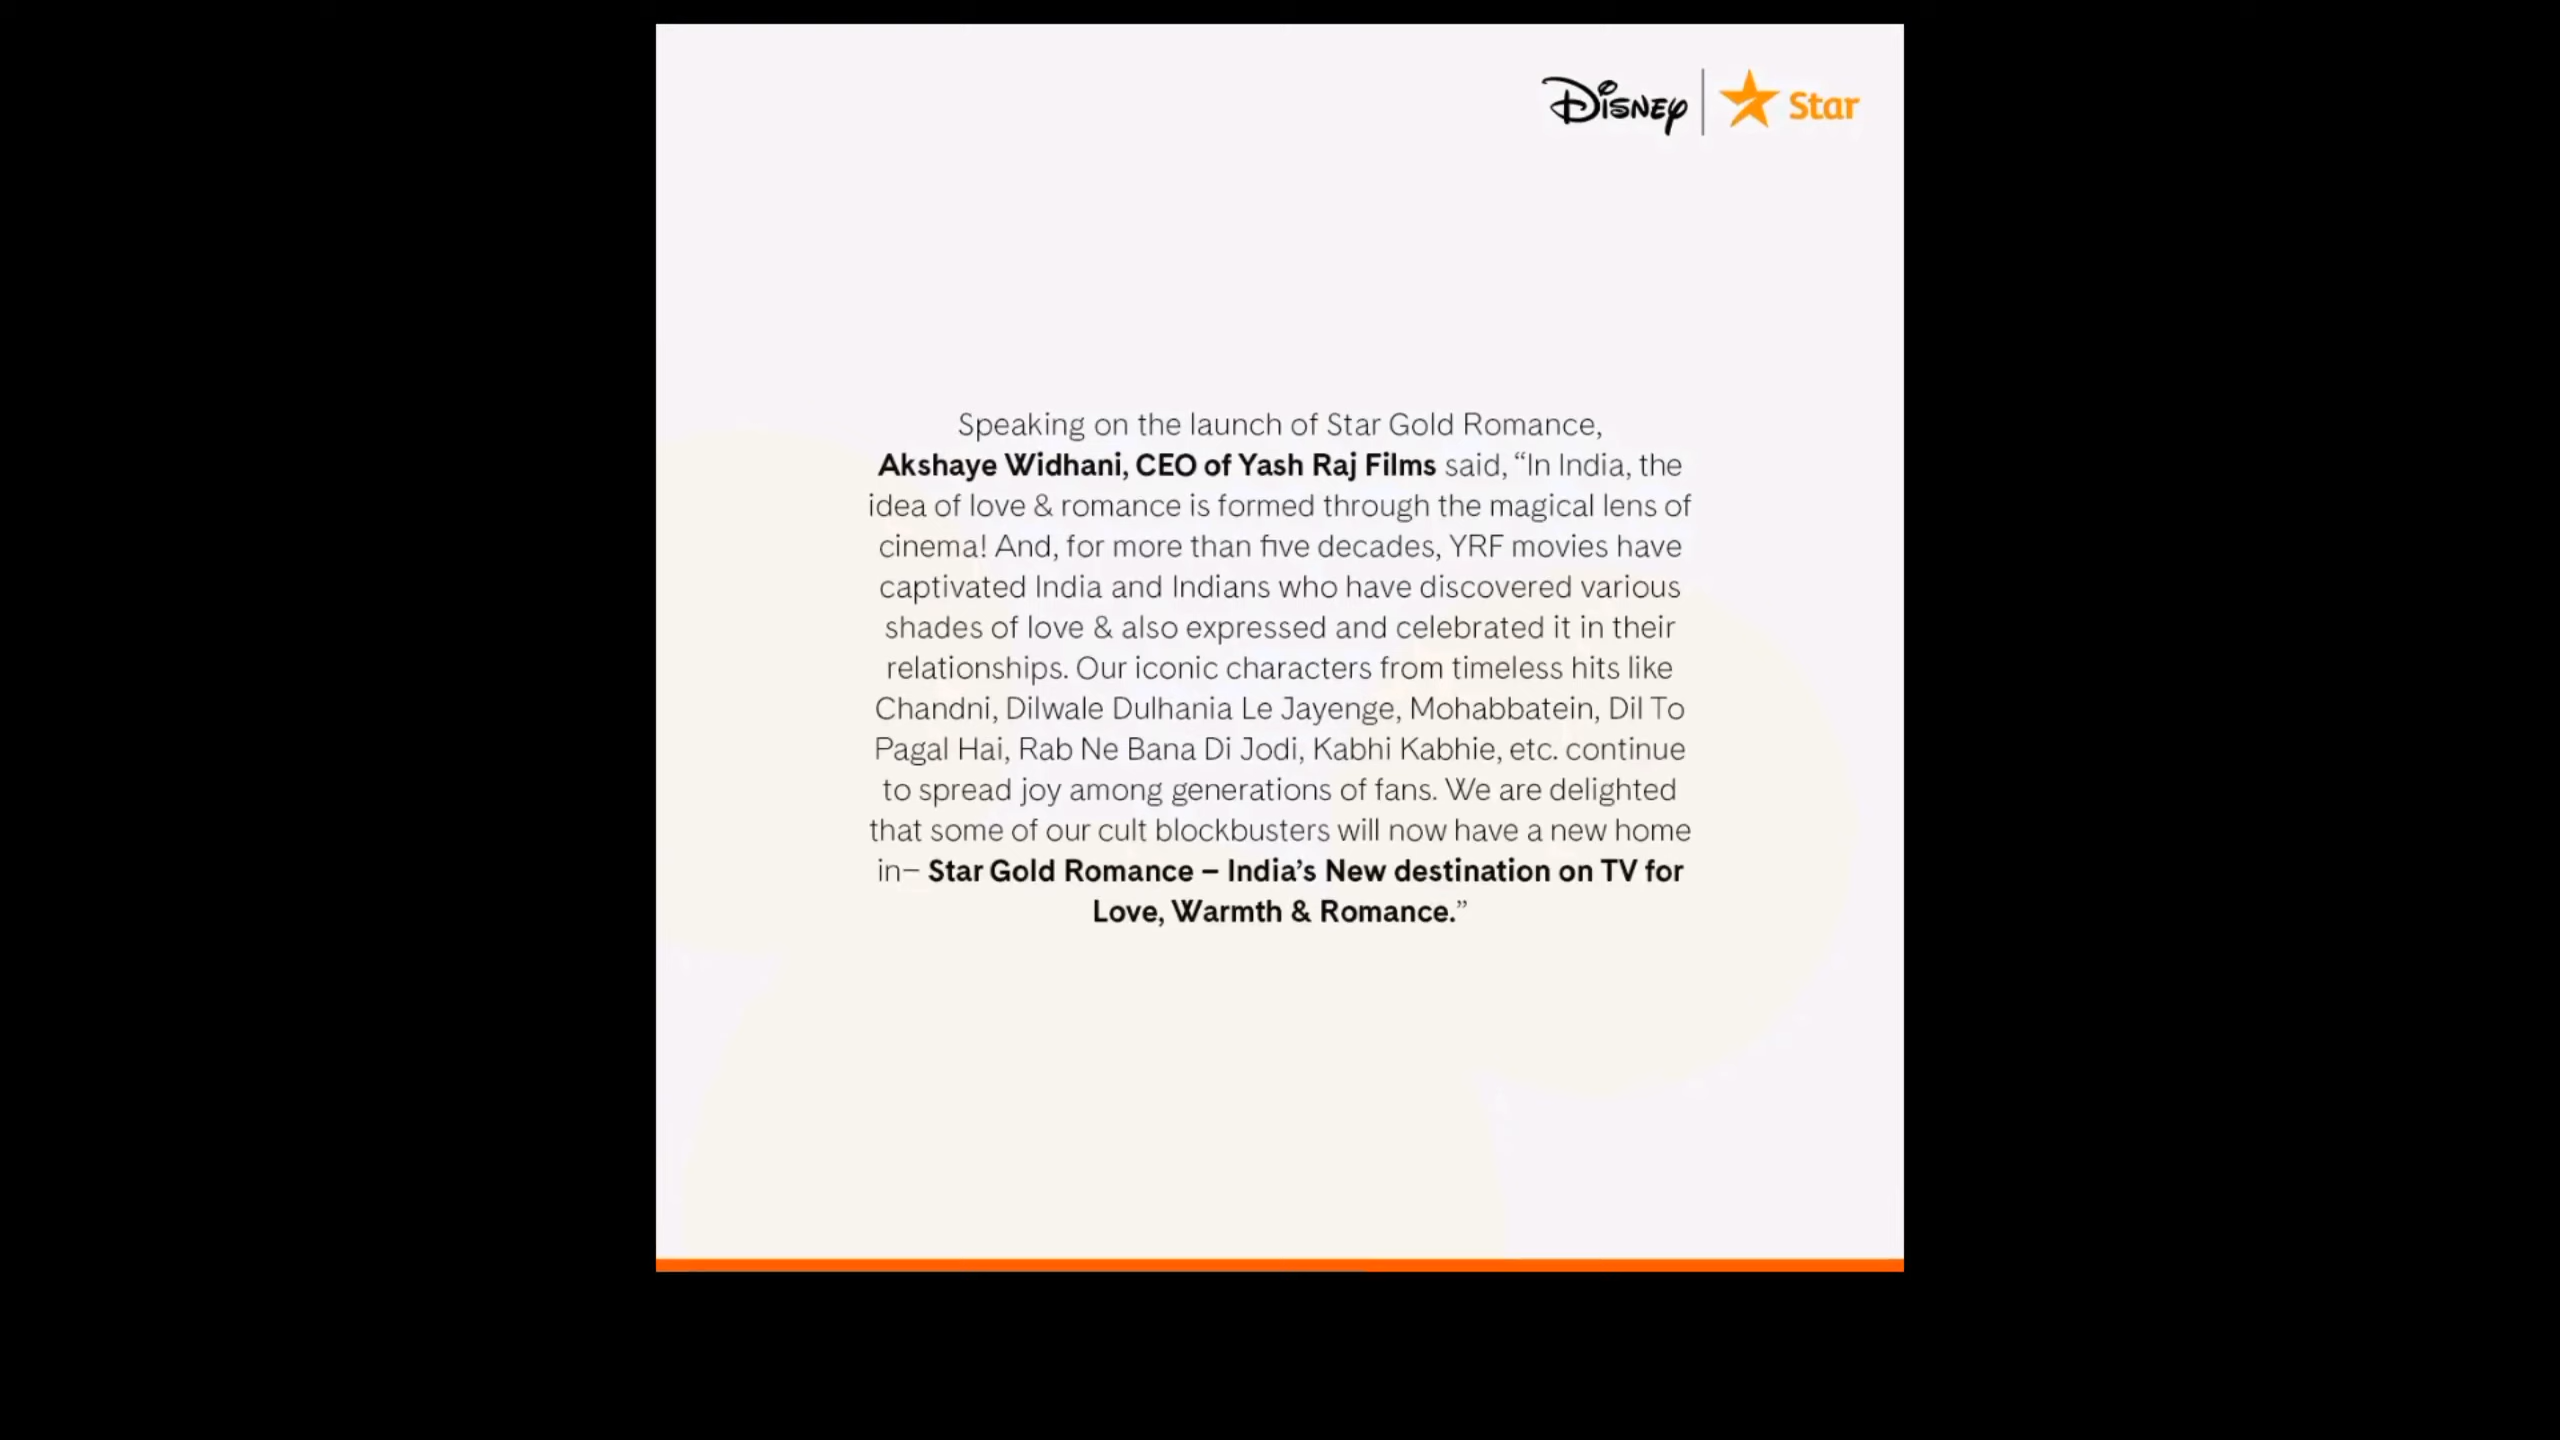 Disney | Star
Speaking on the launch of Star Gold Romance,
Akshaye Widhani, CEO of Yash Raj Films said, “In India, the
idea of love & romance is formed through the magical lens of
cinema! And, for more than five decades, YRF movies have
captivated India and Indians who have discovered various
shades of love & also expressed and celebrated it in their
relationships. Our iconic characters from timeless hits like
Chandni, Dilwale Dulhania Le Jayenge, Mohabbatein, Dil To
Pagal Hai, Rab Ne Bana Di Jodi, Kabhi Kabhie, etc. continue
to spread joy among generations of fans. We are delighted
that some of our cult blockbusters will now have a new home
in– Star Gold Romance – India’s New destination on TV for
Love, Warmth & Romance.”